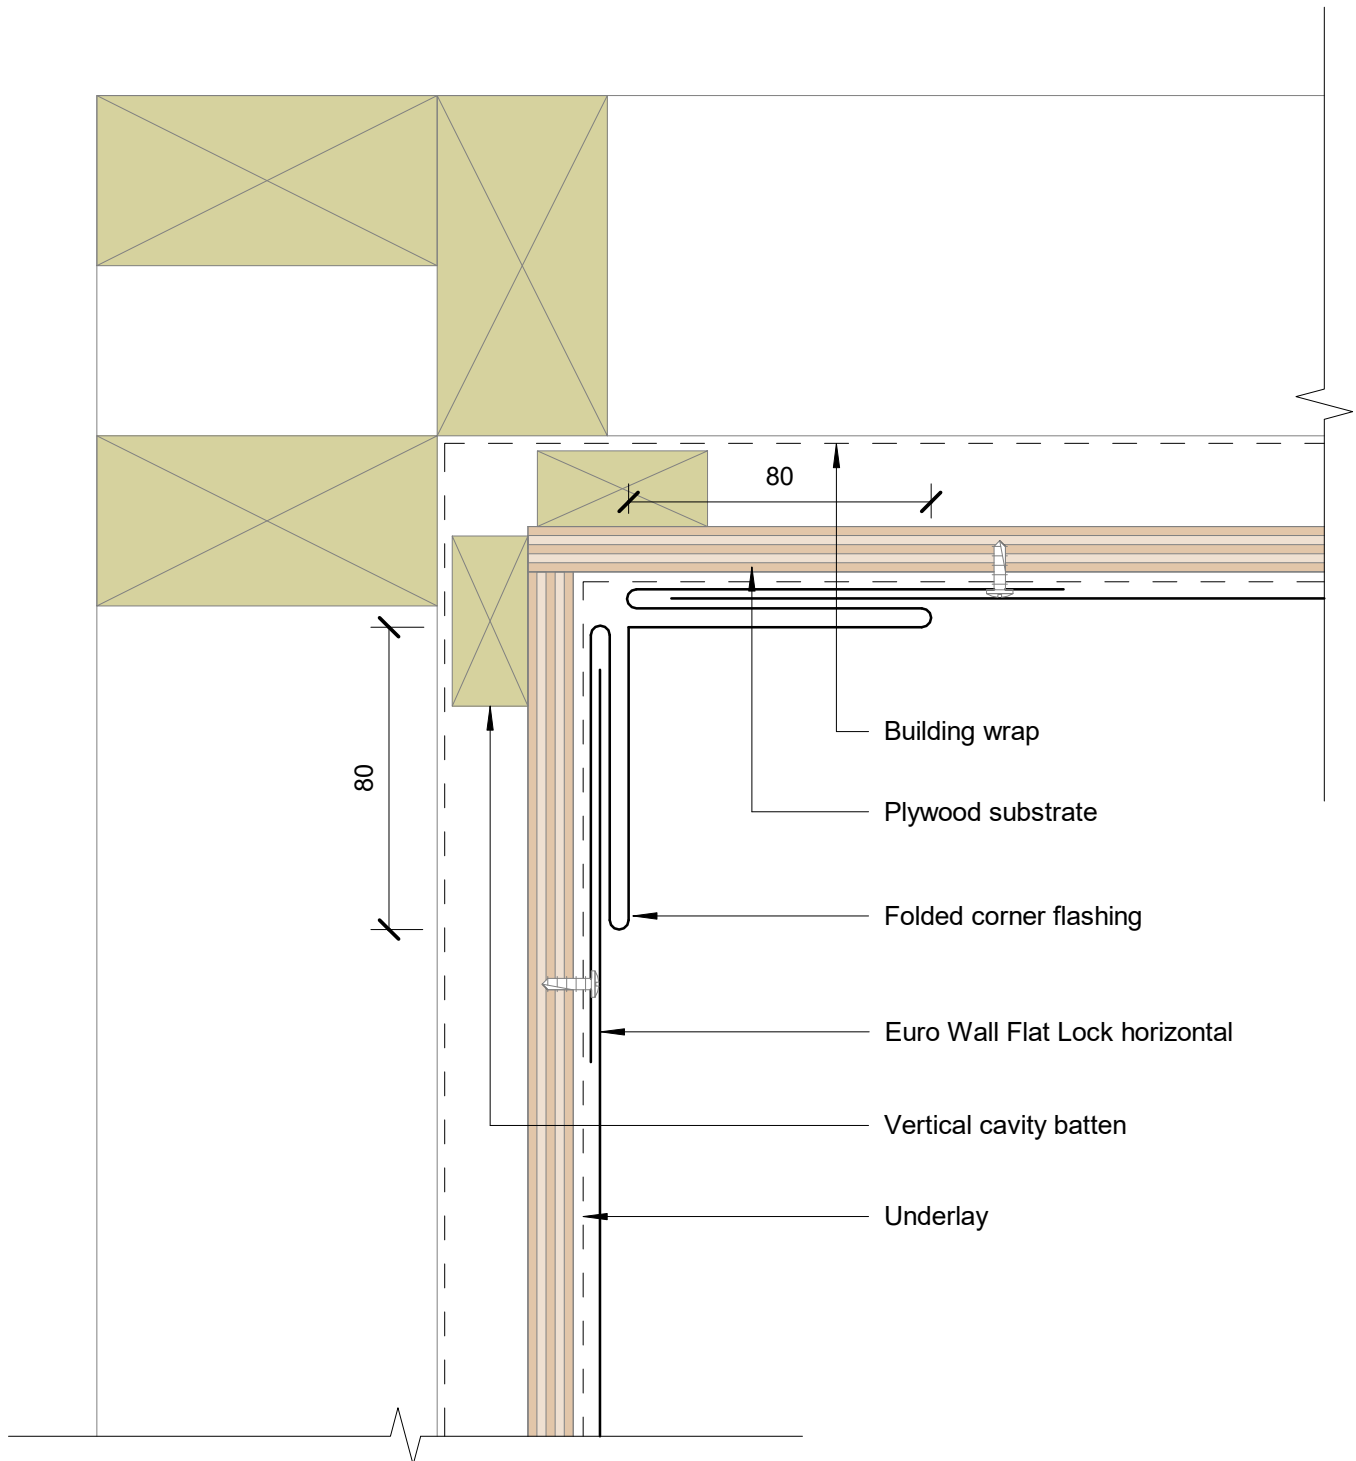 80
80
Building wrap
Plywood substrate
Folded corner flashing
Euro Wall Flat Lock horizontal
Vertical cavity batten
Underlay